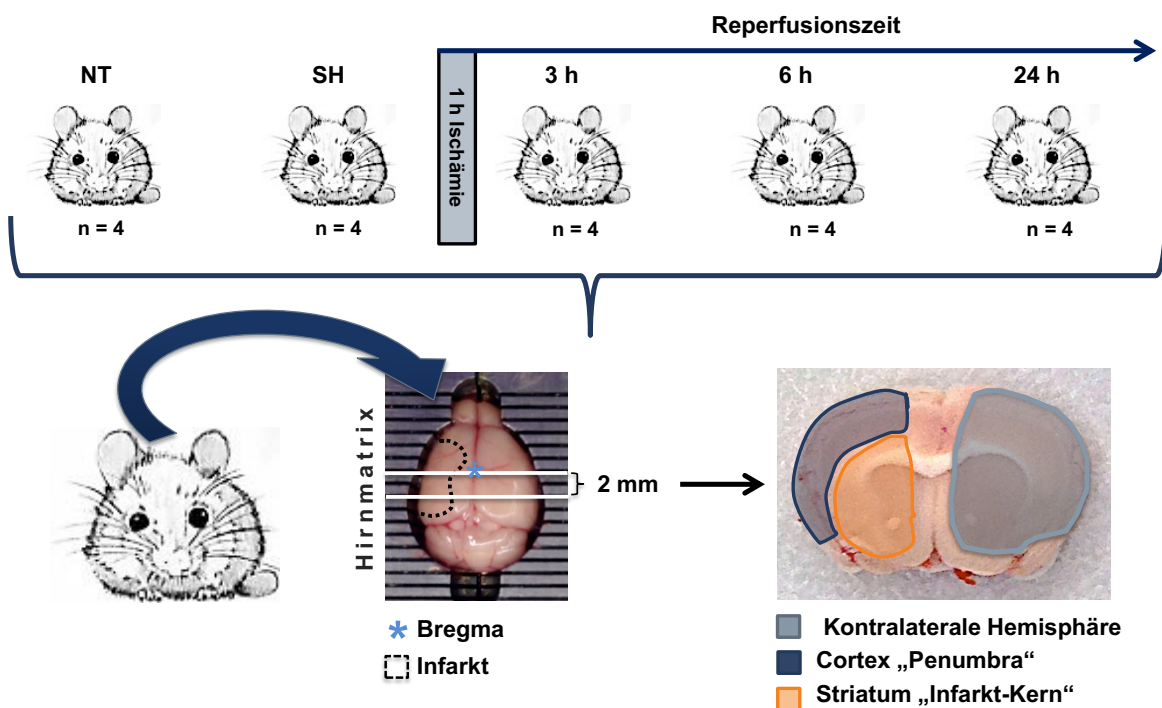 Reperfusionszeit
NT
SH
3 h
6 h
24 h
1 h Ischämie
n = 4
n = 4
n = 4
n = 4
n = 4
Hirnmatrix
2 mm
* Bregma
Infarkt
Kontralaterale Hemisphäre
Cortex „Penumbra“
Striatum „Infarkt-Kern“